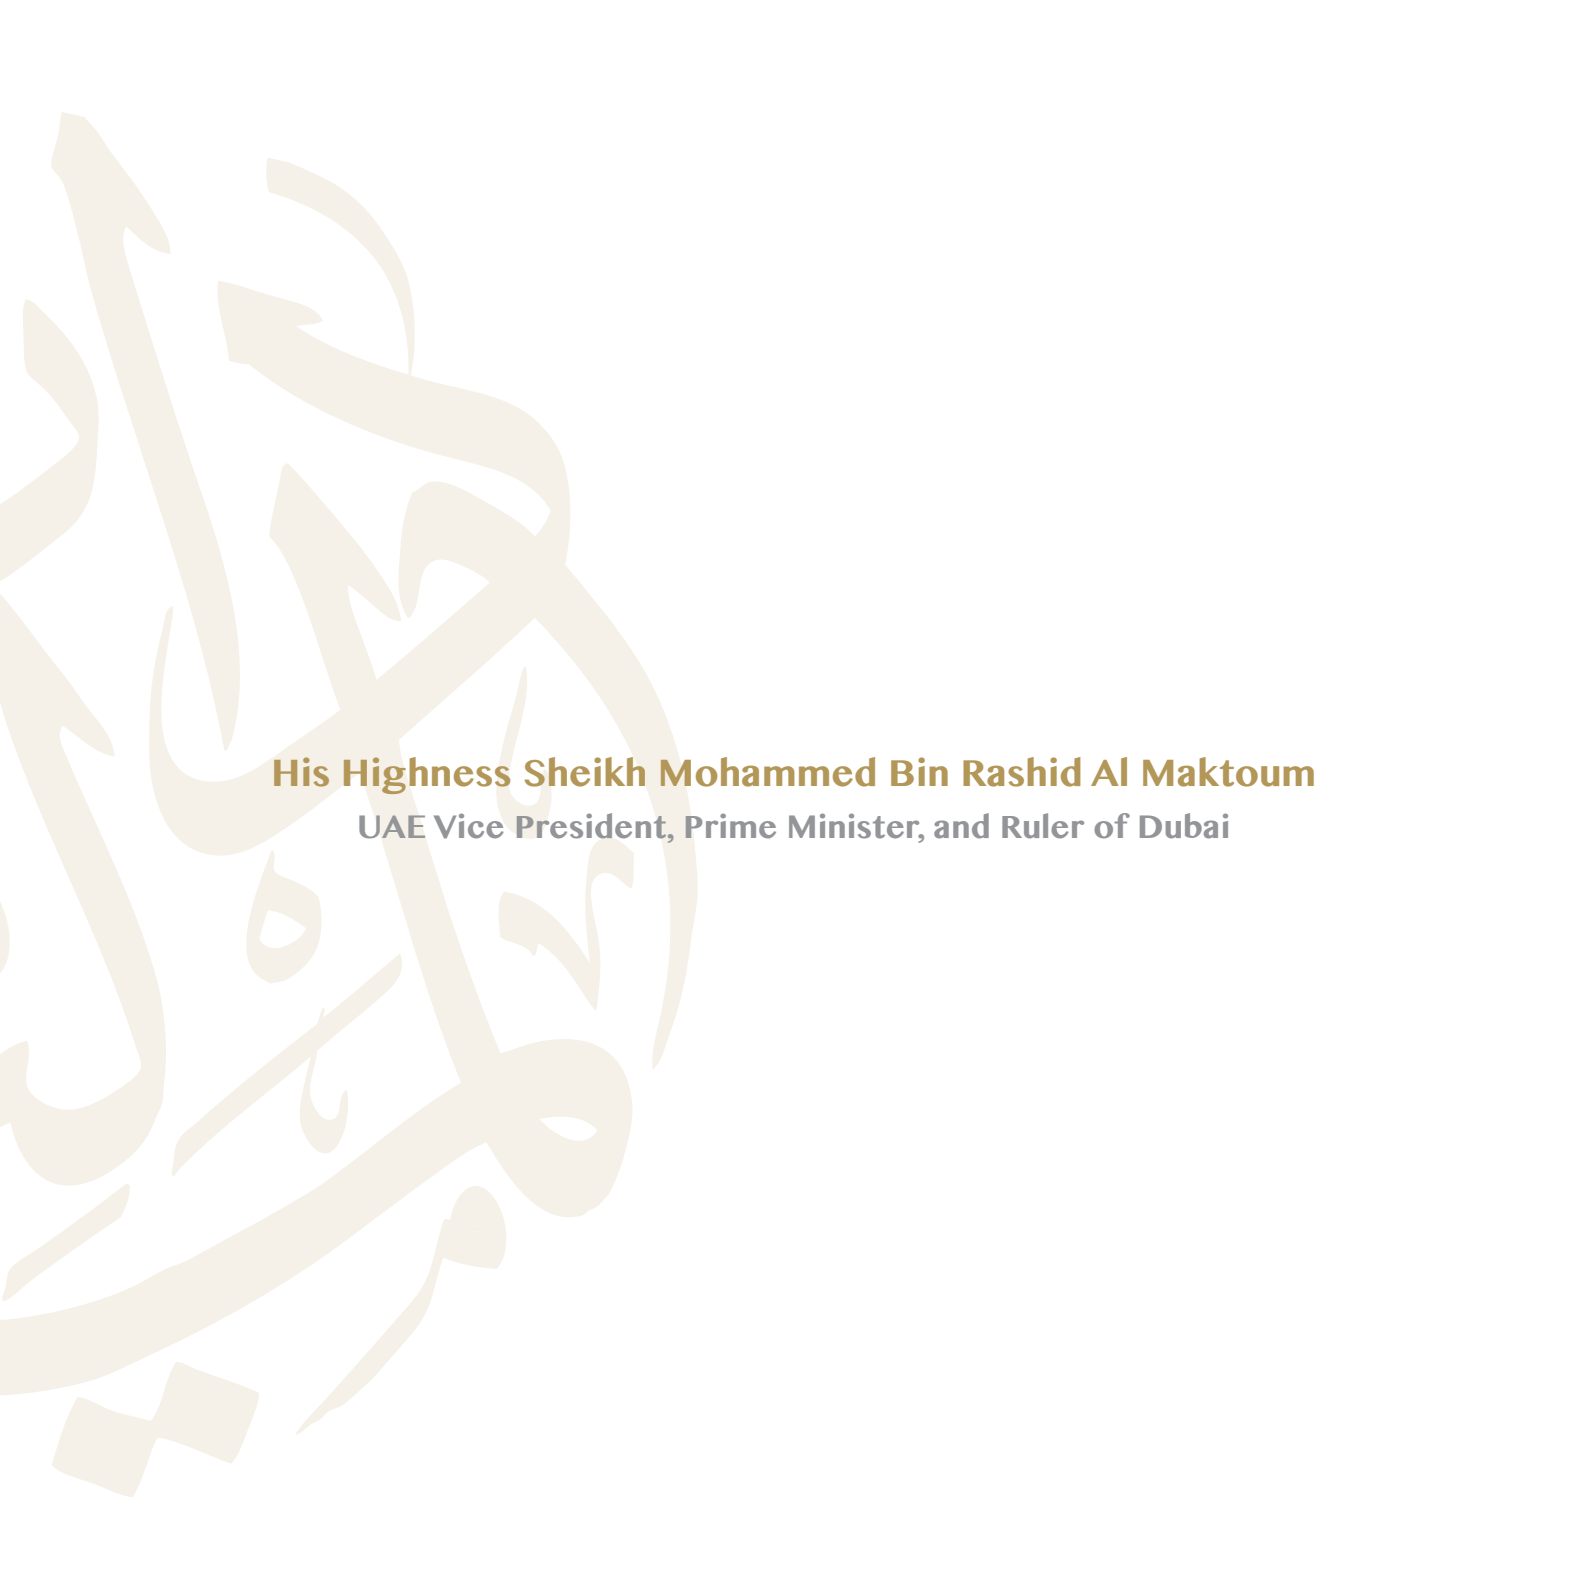 His Highness Sheikh Mohammed Bin Rashid Al Maktoum
UAE Vice President, Prime Minister, and Ruler of Dubai